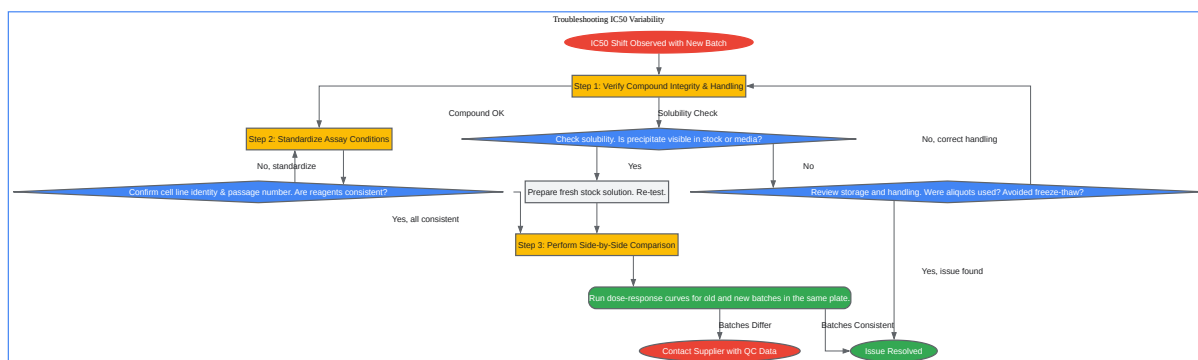 Troubleshooting IC50 Variability
IC50 Shift Observed with New Batch
Step 1: Verify Compound Integrity & Handling
Compound OK
Solubility Check
Step 2: Standardize Assay Conditions
Check solubility. Is precipitate visible in stock or media?
No, correct handling
No, standardize
Yes
No
Confirm cell line identity & passage number. Are reagents consistent?
Prepare fresh stock solution. Re-test.
Review storage and handling. Were aliquots used? Avoided freeze-thaw?
Yes, all consistent
Step 3: Perform Side-by-Side Comparison
Yes, issue found
Run dose-response curves for old and new batches in the same plate.
Batches Differ
Batches Consistent
Contact Supplier with QC Data
Issue Resolved